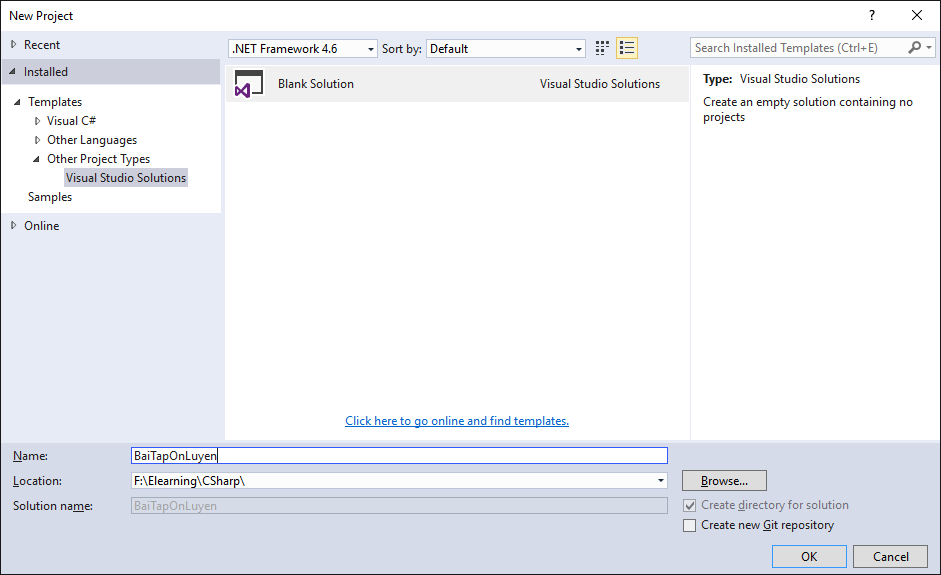 New Project
?
Recent
.NET Framework 4.6
Sort by:
Default
Search Installed Templates (Ctrl+E)
Installed
Templates
Visual C#
Other Languages
Other Project Types
Visual Studio Solutions
Samples
Online
Blank Solution
Visual Studio Solutions
Type: Visual Studio Solutions
Create an empty solution containing no
projects
Click here to go online and find templates.
Name:
BaiTapOnLuyen
Location:
F:\Elearning\CSharp\
Browse...
Solution name:
BaiTapOnLuyen
Create directory for solution
Create new Git repository
OK
Cancel